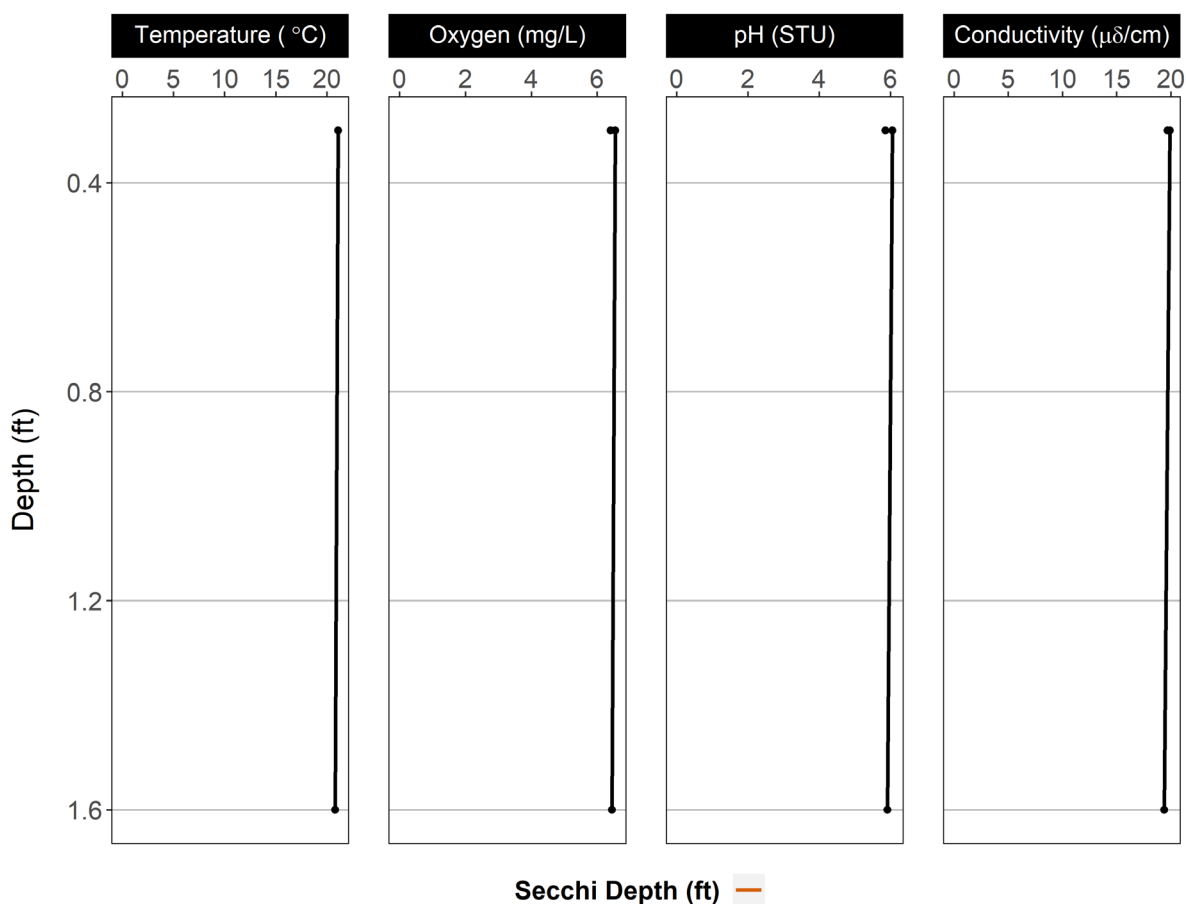 Temperature ( °C) Oxygen (mg/L) pH (STU) Conductivity (μδ/cm)
0 5 10 15 20 0 2 4 6 0 2 4 6 0 5 10 15 20
0.4
0.8
Depth (ft)
1.2
1.6
Secchi Depth (ft)